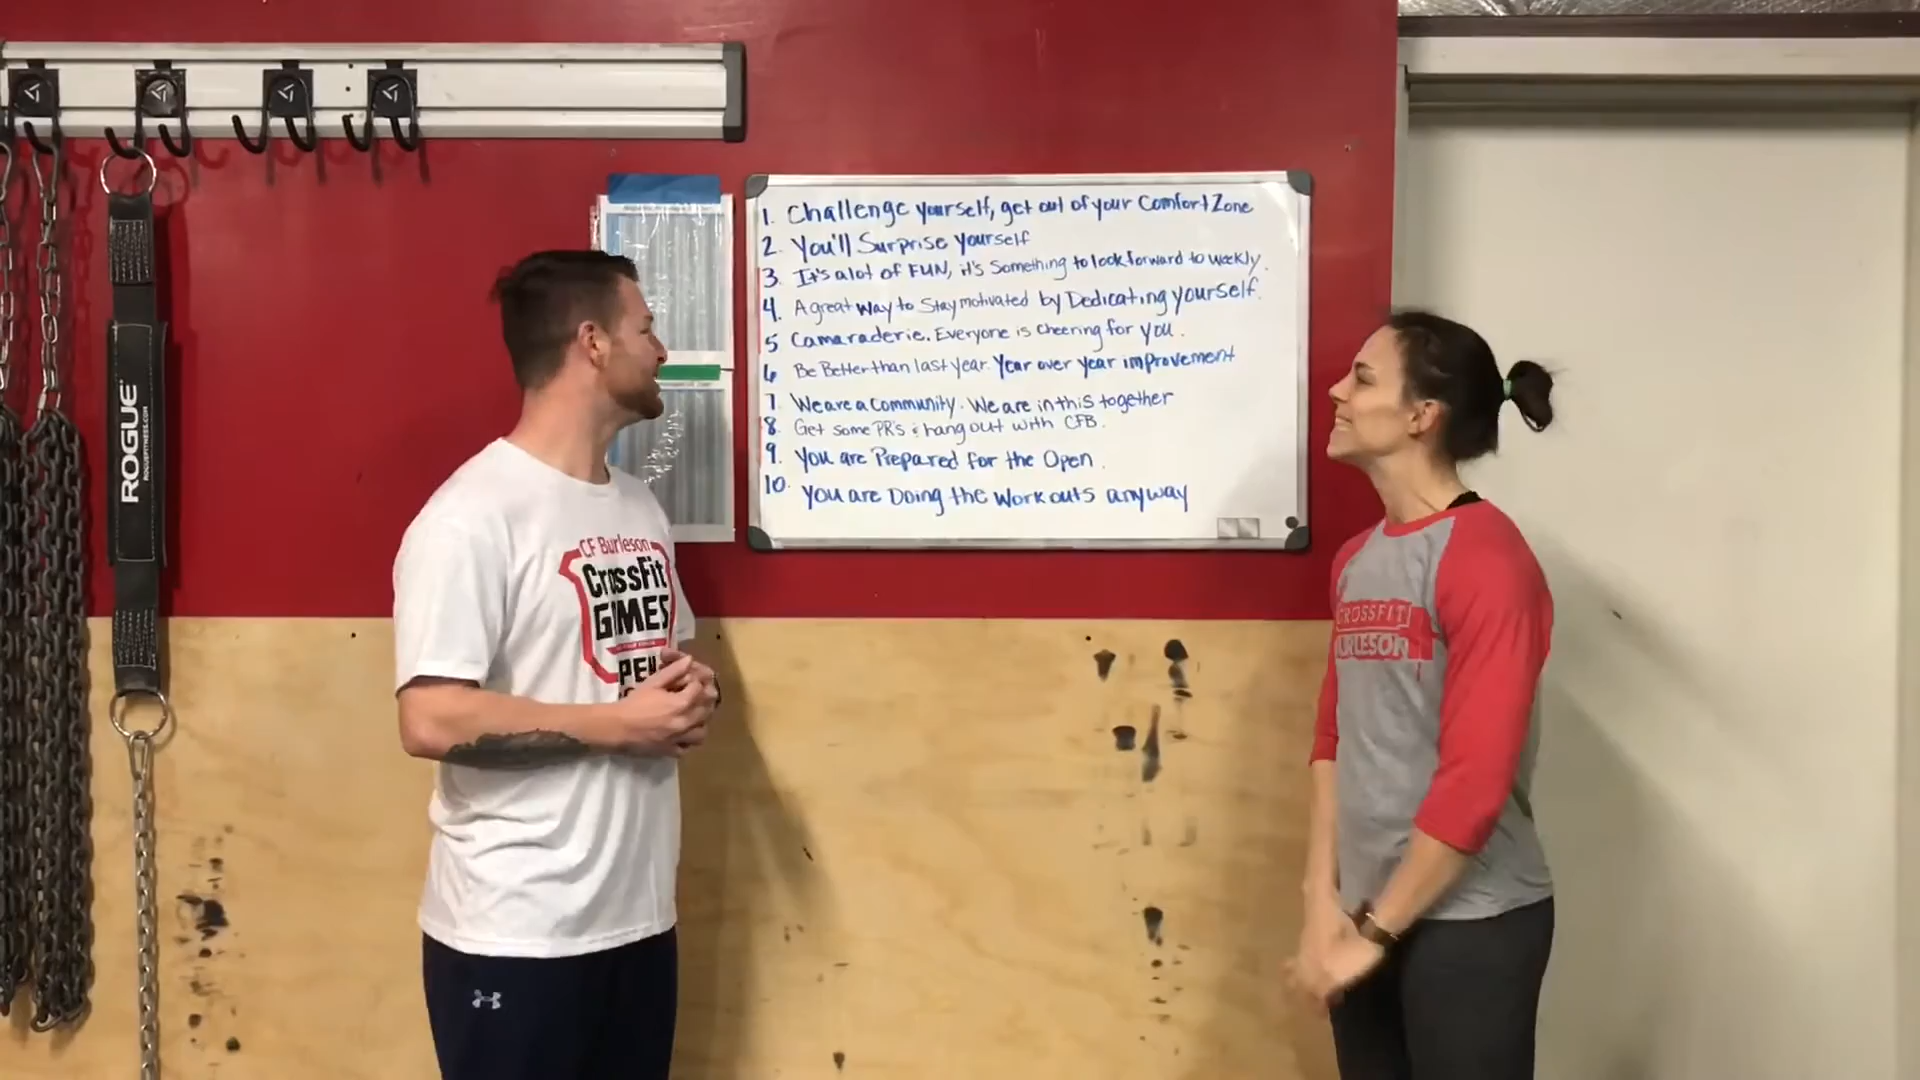 1. Challenge yourself, get out of your Comfort Zone
2. You'll Surprise yourself
3. It's a lot of FUN, it's Something to look forward to weekly.
4. A great way to Stay motivated by Dedicating yourself.
5 Camaraderie. Everyone is cheering for you.
6 Be Better than last year. Year over year improvement
7. We are a Community. We are in this together
8. Get some PR's & hang out with CFB.
9. You are Prepared for the Open.
10. You are Doing the Workouts anyway
ROGUE
ROGUEFITNESS.COM
CF Burleson
CrossFit
GAMES
PEN
CROSSFIT
BURLESON